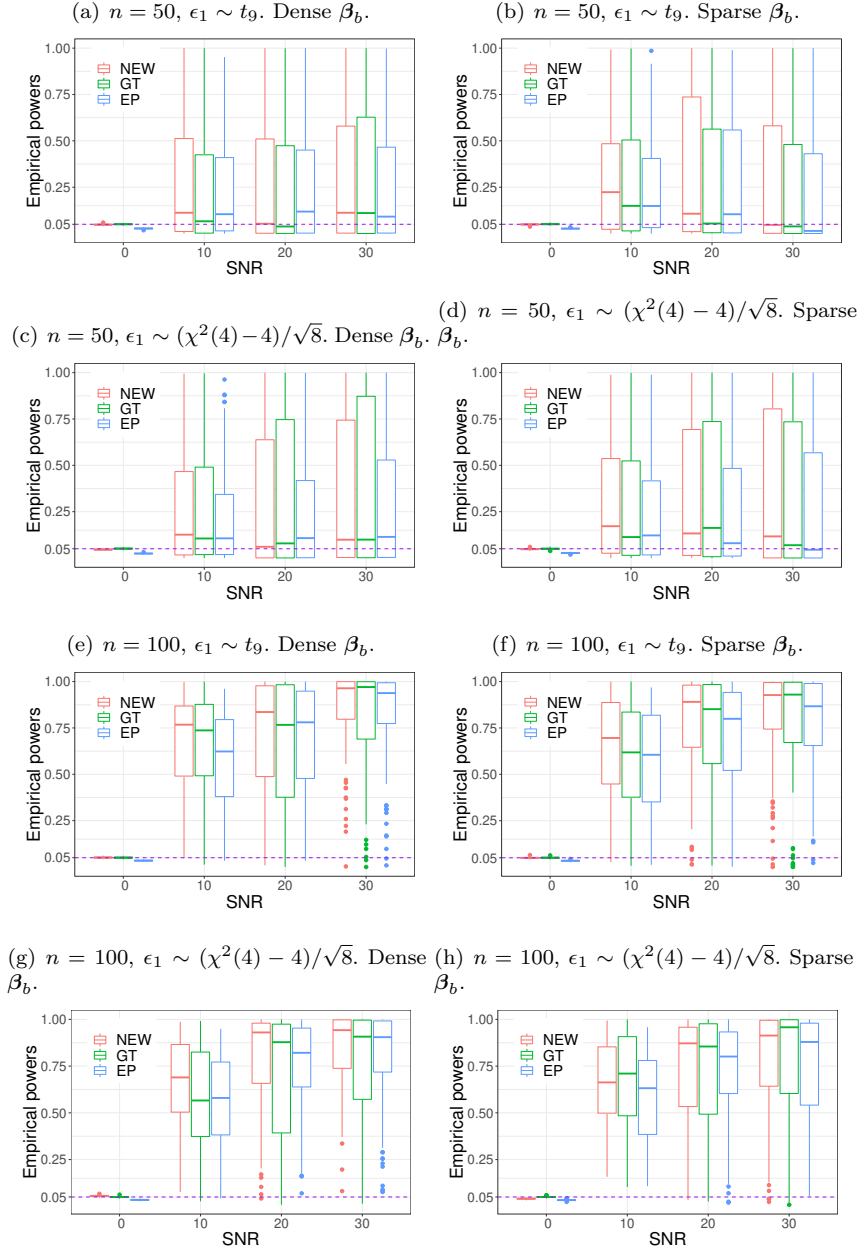 (a) n = 50, ϵ₁ ∼ t₉. Dense β_b.
(b) n = 50, ϵ₁ ∼ t₉. Sparse β_b.
1.00
0.75
0.50
0.25
0.05
Empirical powers
NEW
GT
EP
0 10 20 30
SNR
1.00
0.75
0.50
0.25
0.05
Empirical powers
NEW
GT
EP
0 10 20 30
SNR
(c) n = 50, ϵ₁ ∼ (χ²(4)−4)/√8. Dense β_b.
(d) n = 50, ϵ₁ ∼ (χ²(4) − 4)/√8. Sparse
β_b.
1.00
0.75
0.50
0.25
0.05
Empirical powers
NEW
GT
EP
0 10 20 30
SNR
1.00
0.75
0.50
0.25
0.05
Empirical powers
NEW
GT
EP
0 10 20 30
SNR
(e) n = 100, ϵ₁ ∼ t₉. Dense β_b.
(f) n = 100, ϵ₁ ∼ t₉. Sparse β_b.
1.00
0.75
0.50
0.25
0.05
Empirical powers
NEW
GT
EP
0 10 20 30
SNR
1.00
0.75
0.50
0.25
0.05
Empirical powers
NEW
GT
EP
0 10 20 30
SNR
(g) n = 100, ϵ₁ ∼ (χ²(4) − 4)/√8. Dense
β_b.
(h) n = 100, ϵ₁ ∼ (χ²(4) − 4)/√8. Sparse
β_b.
1.00
0.75
0.50
0.25
0.05
Empirical powers
NEW
GT
EP
0 10 20 30
SNR
1.00
0.75
0.50
0.25
0.05
Empirical powers
NEW
GT
EP
0 10 20 30
SNR